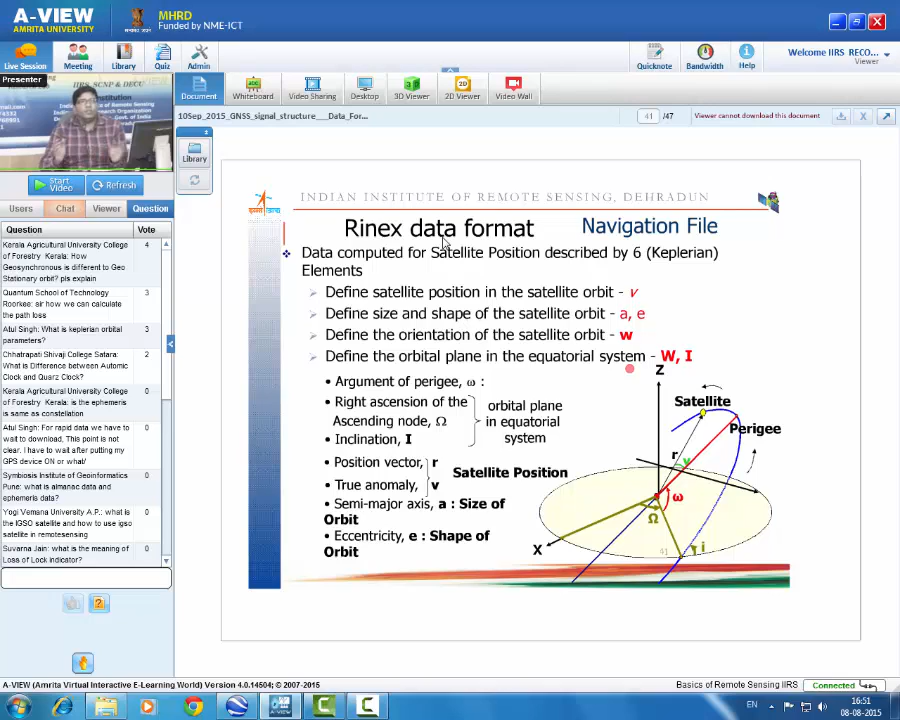 A-VIEW
AMRITA UNIVERSITY
MHRD
Funded by NME-ICT
Live Session
Meeting
Library
Quiz
Admin
Quicknote
Bandwidth
Help
Welcome IIRS RECO...
Viewer
Presenter
Document
Whiteboard
Video Sharing
Desktop
3D Viewer
2D Viewer
Video Wall
10Sep_2015_GNSS_signal_structure___Data_For...
41 /47
Viewer cannot download this document
Library
Start Video
Refresh
Users
Chat
Viewer
Question
Question
Vote
Kerala Agricultural University College
of Forestry Kerala: How
Geosynchronous is different to Geo
Stationary orbit? pls explain
4
Quantum School of Technology
Roorkee: air how we can calculate
the path loss
3
Atul Singh: What is keplerian orbital
parameters?
3
Chhatrapati Shivaji College Satara:
What is Difference between Automic
Clock and Quarz Clock?
2
Kerala Agricultural University College
of Forestry Kerala: is the ephemeris
is same as constellation
0
Atul Singh: For rapid data we have to
wait to download, This point is not
clear. I have to wait after putting my
GPS device ON or what/
0
Symbiosis Institute of Geoinformatics
Pune: what is almanac data and
ephemeris data?
0
Yogi Vemana University A.P.: what is
the IGSO satellite and how to use igso
satellite in remotesensing
0
Suvarna Jain: what is the meaning of
Loss of Lock indicator?
0
INDIAN INSTITUTE OF REMOTE SENSING, DEHRADUN
Rinex data format
Navigation File
Data computed for Satellite Position described by 6 (Keplerian)
Elements
Define satellite position in the satellite orbit - v
Define size and shape of the satellite orbit - a, e
Define the orientation of the satellite orbit - w
Define the orbital plane in the equatorial system - W, I
• Argument of perigee, ω :
• Right ascension of the
Ascending node, Ω
• Inclination, I
orbital plane
in equatorial
system
• Position vector, r
• True anomaly, v
Satellite Position
• Semi-major axis, a : Size of
Orbit
• Eccentricity, e : Shape of
Orbit
Z
Satellite
Perigee
r
v
ω
Ω
X
i
41
A-VIEW (Amrita Virtual Interactive E-Learning World) Version 4.0.14504; © 2007-2015
Basics of Remote Sensing IIRS
Connected
EN
16:51
08-08-2015